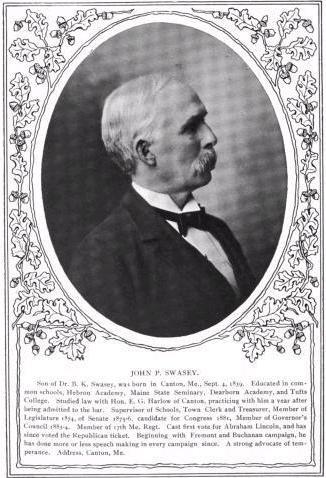 JOHN P. SWASEY.
Son of Dr. B. K. Swasey, was born in Canton, Me., Sept. 4, 1839. Educated in com-
mon schools, Hebron Academy, Maine State Seminary, Dearborn Academy, and Tufts
College. Studied law with Hon. E. G. Harlow of Canton, practicing with him a year after
being admitted to the bar. Supervisor of Schools, Town Clerk and Treasurer, Member of
Legislature 1874, of Senate 1875-6, candidate for Congress 1881, Member of Governor's
Council 1883-4. Member of 17th Me. Regt. Cast first vote for Abraham Lincoln, and has
since voted the Republican ticket. Beginning with Fremont and Buchanan campaign, he
has done more or less speech making in every campaign since. A strong advocate of tem-
perance. Address, Canton, Me.